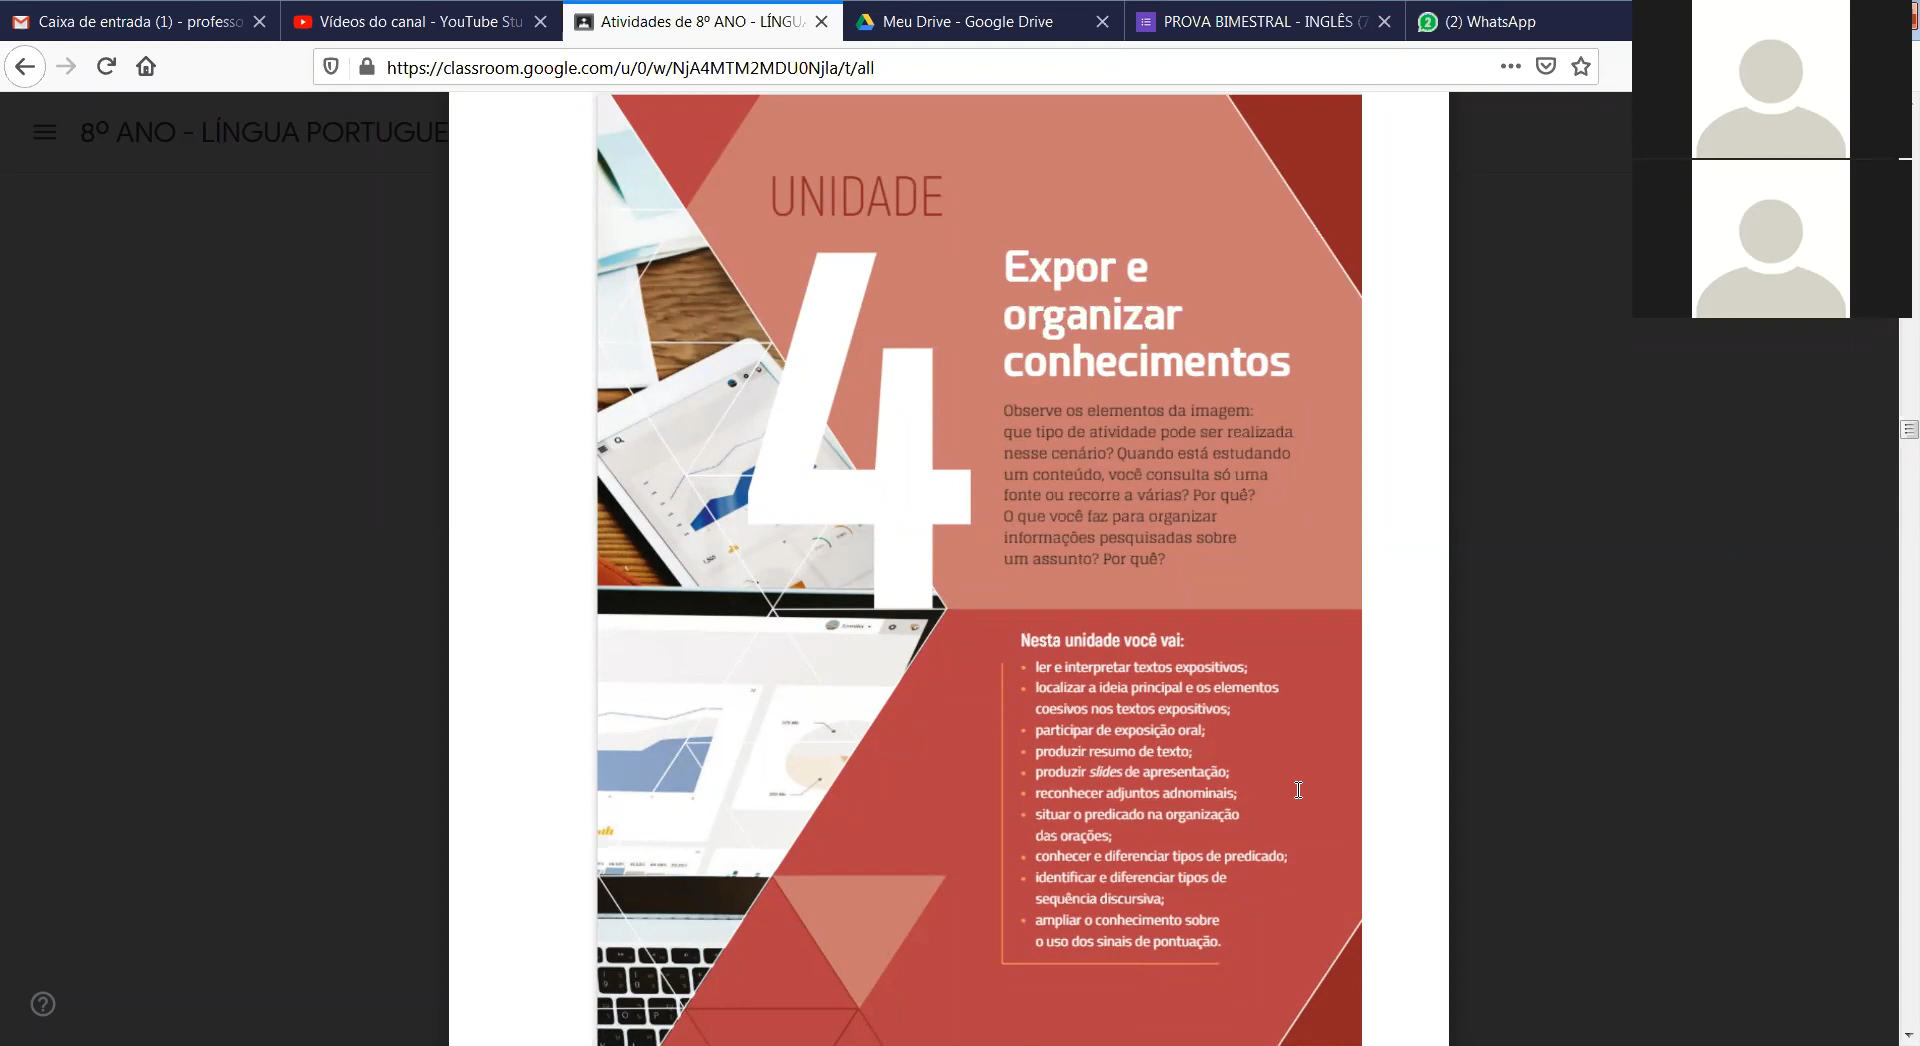 Caixa de entrada (1) - professo
Vídeos do canal - YouTube Stu
Atividades de 8º ANO - LÍNGU
Meu Drive - Google Drive
PROVA BIMESTRAL - INGLÊS (7
(2) WhatsApp
https://classroom.google.com/u/0/w/NjA4MTM2MDU0Njla/t/all
8º ANO - LÍNGUA PORTUGUE
UNIDADE
4
Expor e
organizar
conhecimentos
Observe os elementos da imagem:
que tipo de atividade pode ser realizada
nesse cenário? Quando está estudando
um conteúdo, você consulta só uma
fonte ou recorre a várias? Por quê?
O que você faz para organizar
informações pesquisadas sobre
um assunto? Por quê?
Nesta unidade você vai:
• ler e interpretar textos expositivos;
• localizar a ideia principal e os elementos
coesivos nos textos expositivos;
• participar de exposição oral;
• produzir resumo de texto;
• produzir slides de apresentação;
• reconhecer adjuntos adnominais;
• situar o predicado na organização
das orações;
• conhecer e diferenciar tipos de predicado;
• identificar e diferenciar tipos de
sequência discursiva;
• ampliar o conhecimento sobre
o uso dos sinais de pontuação.